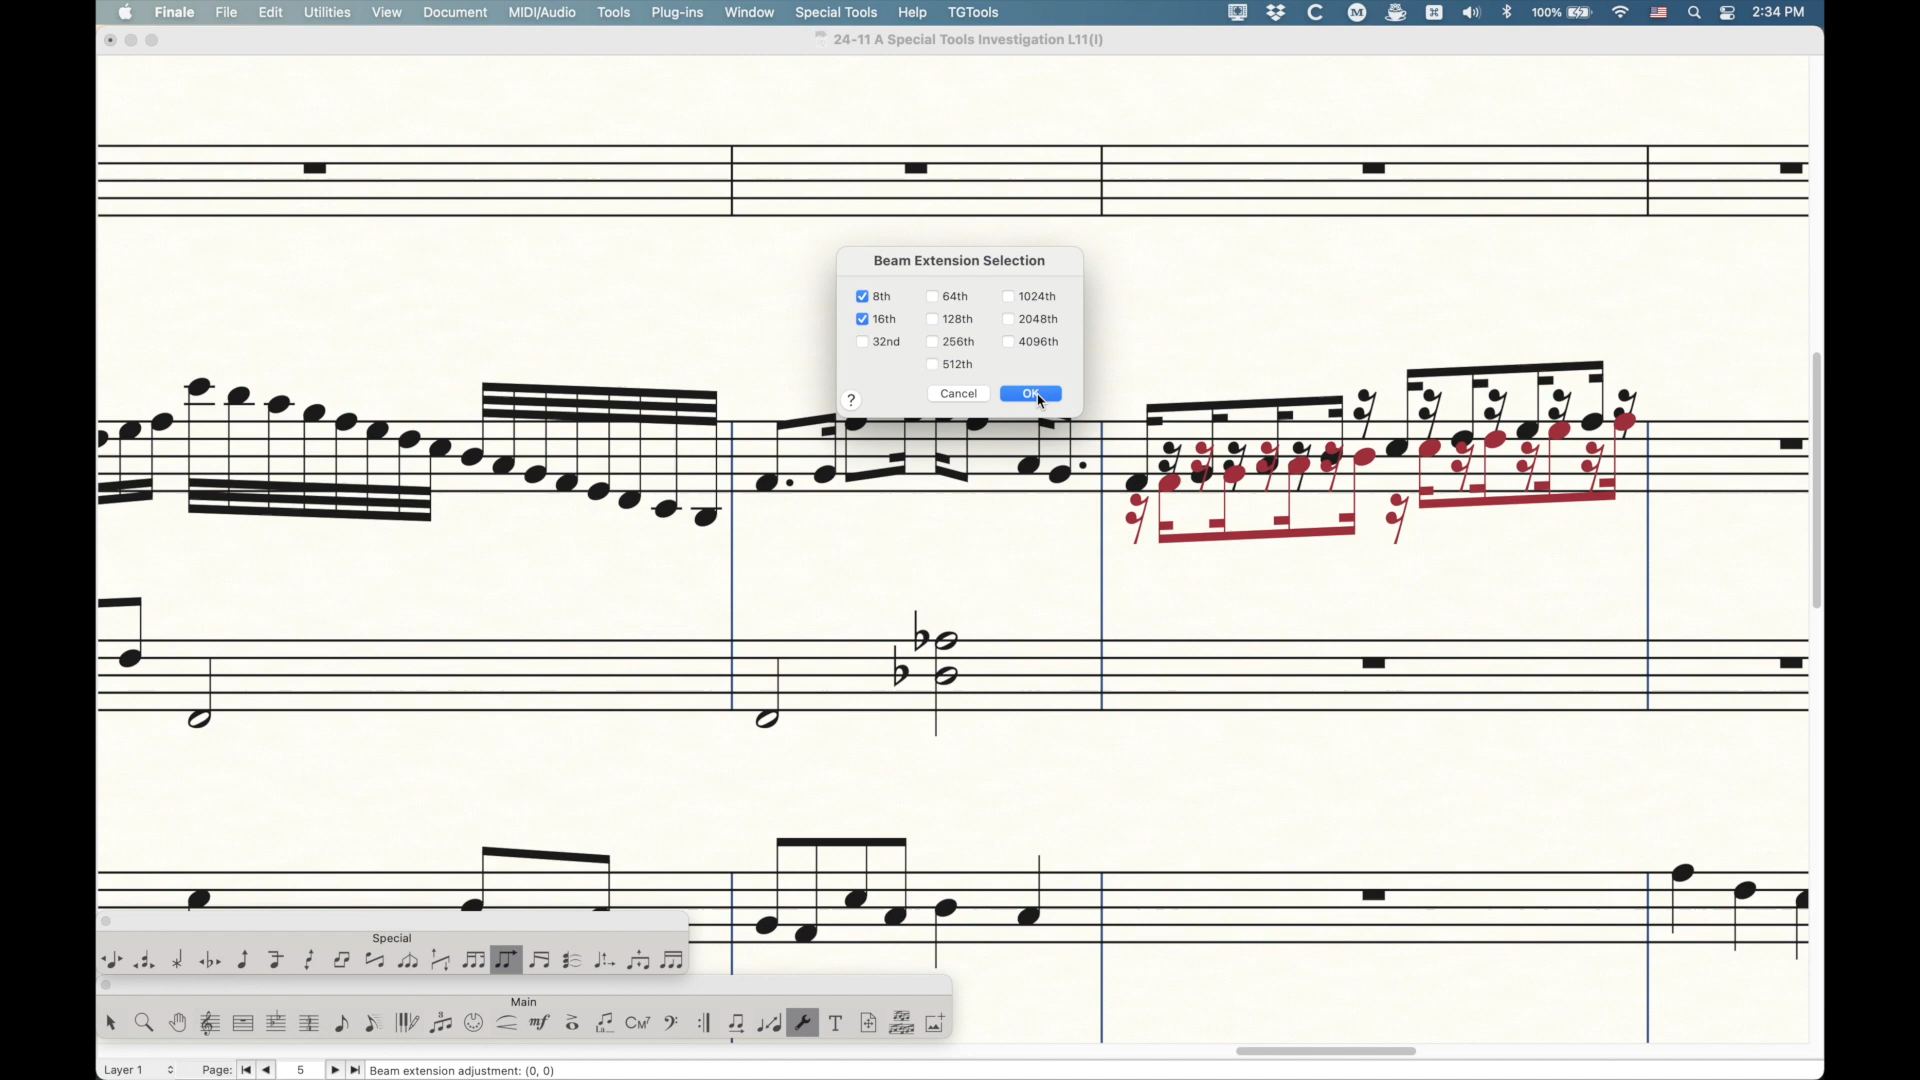 Finale File Edit Utilities View Document MIDI/Audio Tools Plug-ins Window Special Tools Help TGTools 100% 2:34 PM
24-11 A Special Tools Investigation L11(I)
Beam Extension Selection
8th 64th 1024th
16th 128th 2048th
32nd 256th 4096th
512th
? Cancel OK
Special
Main
mf CM7 T
Layer 1 Page: 5 Beam extension adjustment: (0, 0)